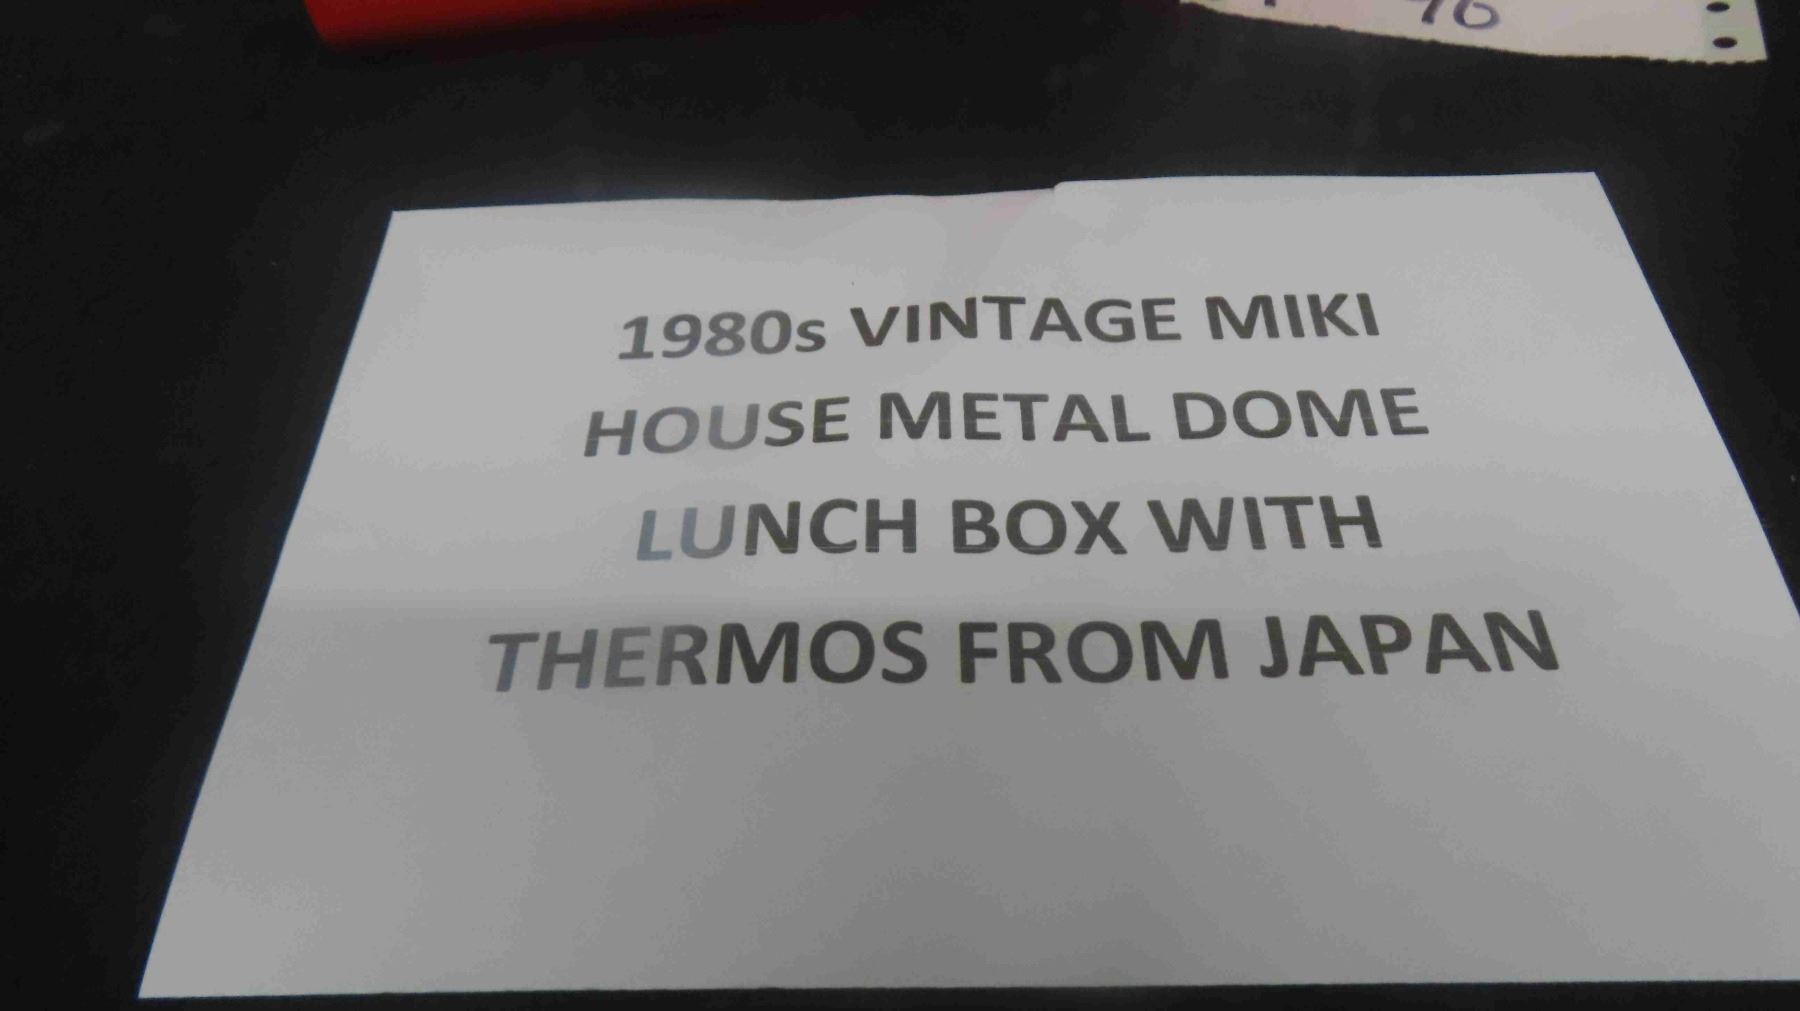 1980s VINTAGE MIKI
HOUSE METAL DOME
LUNCH BOX WITH
THERMOS FROM JAPAN